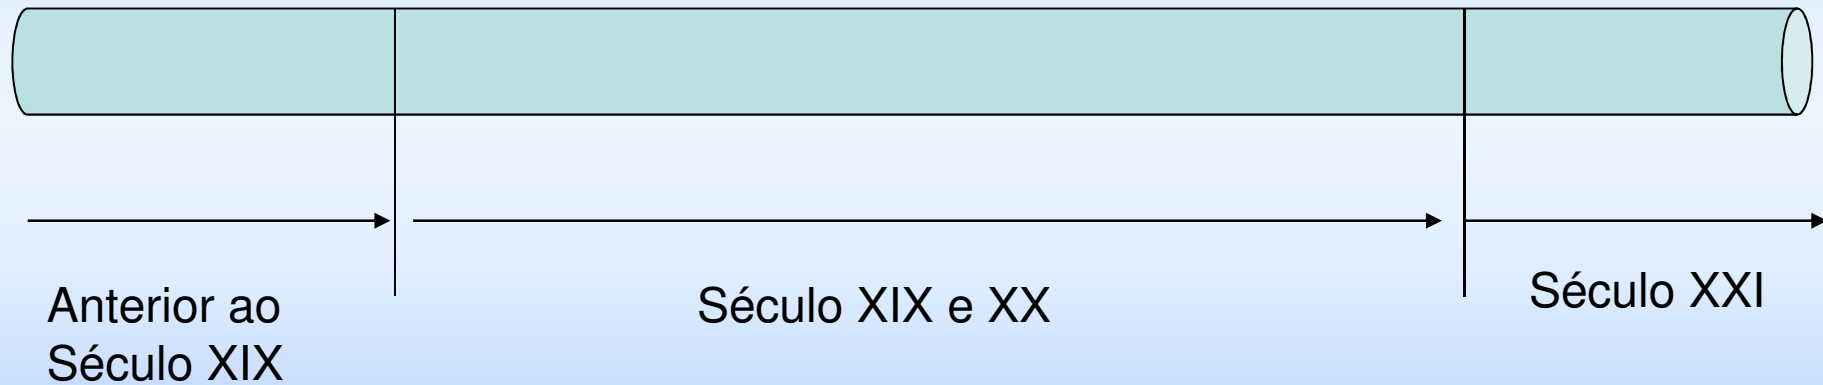 Anterior ao
Século XIX
Século XIX e XX
Século XXI